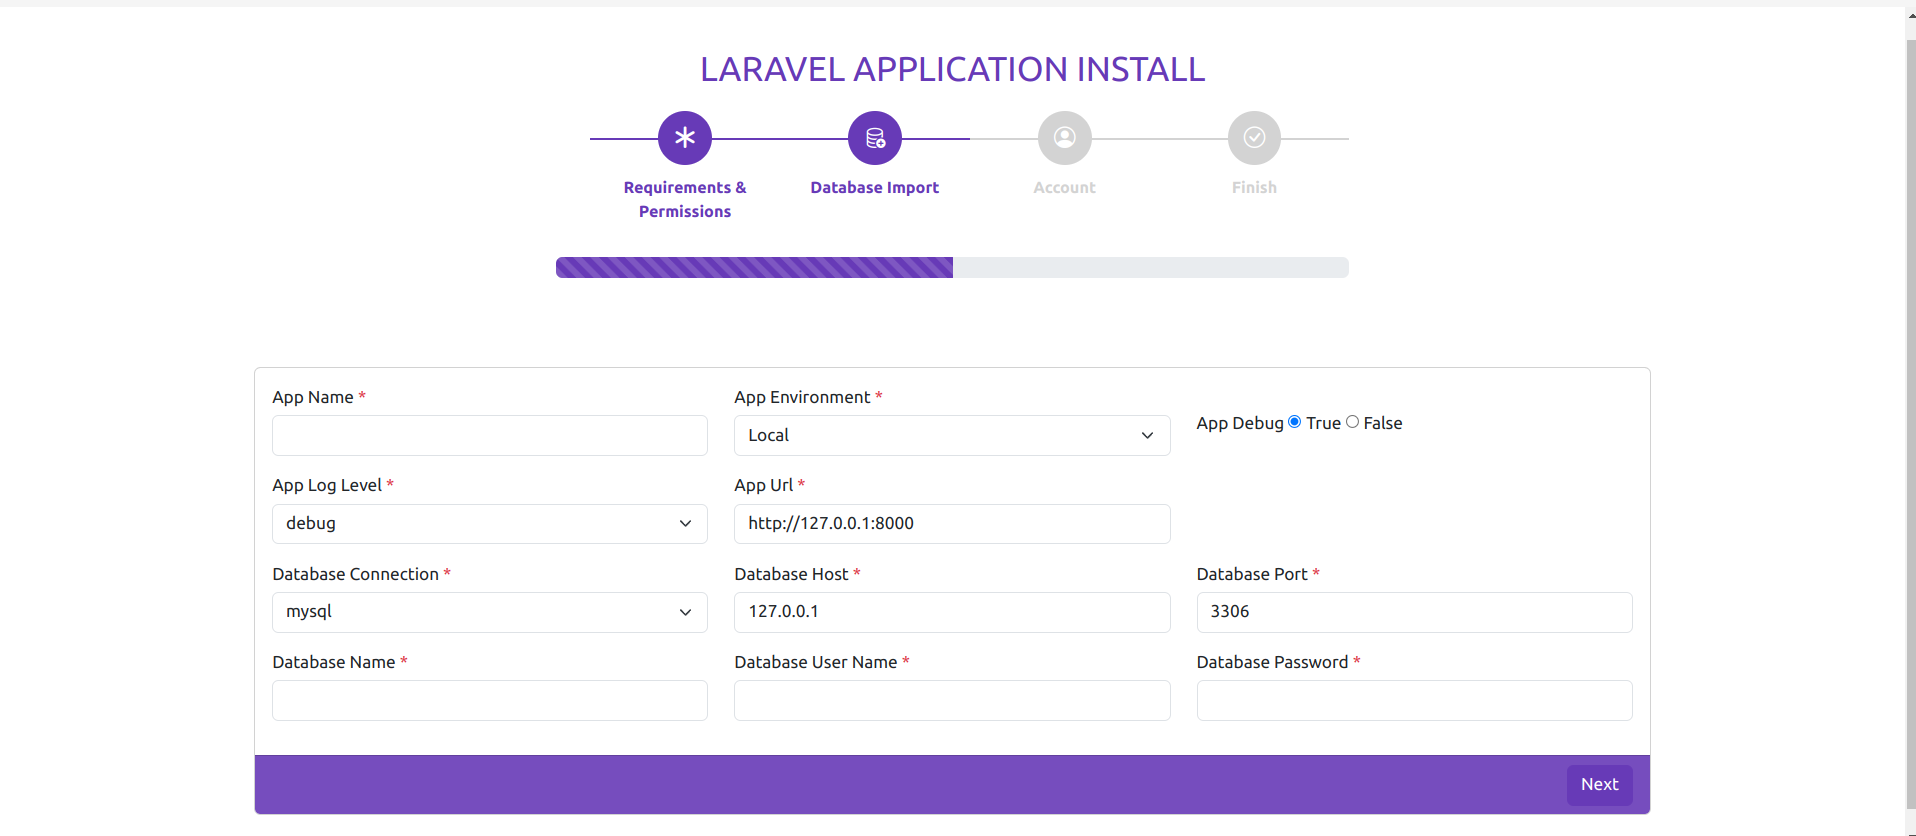 LARAVEL APPLICATION INSTALL
Requirements &
Permissions
Database Import
Account
Finish
App Name *
App Environment *
Local
App Debug True False
App Log Level *
debug
App Url *
http://127.0.0.1:8000
Database Connection *
mysql
Database Host *
127.0.0.1
Database Port *
3306
Database Name *
Database User Name *
Database Password *
Next